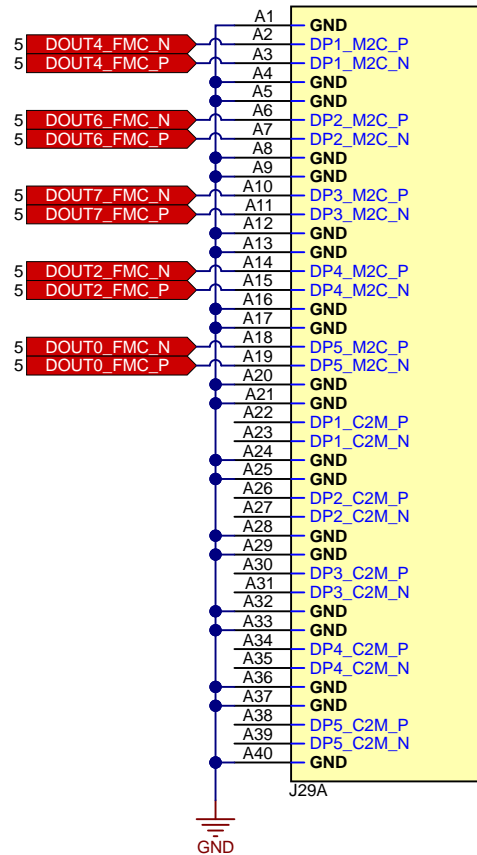 A1 GND
5 DOUT4_FMC_N A2 DP1_M2C_P
5 DOUT4_FMC_P A3 DP1_M2C_N
A4 GND
A5 GND
5 DOUT6_FMC_N A6 DP2_M2C_P
5 DOUT6_FMC_P A7 DP2_M2C_N
A8 GND
A9 GND
5 DOUT7_FMC_N A10 DP3_M2C_P
5 DOUT7_FMC_P A11 DP3_M2C_N
A12 GND
A13 GND
5 DOUT2_FMC_N A14 DP4_M2C_P
5 DOUT2_FMC_P A15 DP4_M2C_N
A16 GND
A17 GND
5 DOUT0_FMC_N A18 DP5_M2C_P
5 DOUT0_FMC_P A19 DP5_M2C_N
A20 GND
A21 GND
A22 DP1_C2M_P
A23 DP1_C2M_N
A24 GND
A25 GND
A26 DP2_C2M_P
A27 DP2_C2M_N
A28 GND
A29 GND
A30 DP3_C2M_P
A31 DP3_C2M_N
A32 GND
A33 GND
A34 DP4_C2M_P
A35 DP4_C2M_N
A36 GND
A37 GND
A38 DP5_C2M_P
A39 DP5_C2M_N
A40 GND
J29A
GND